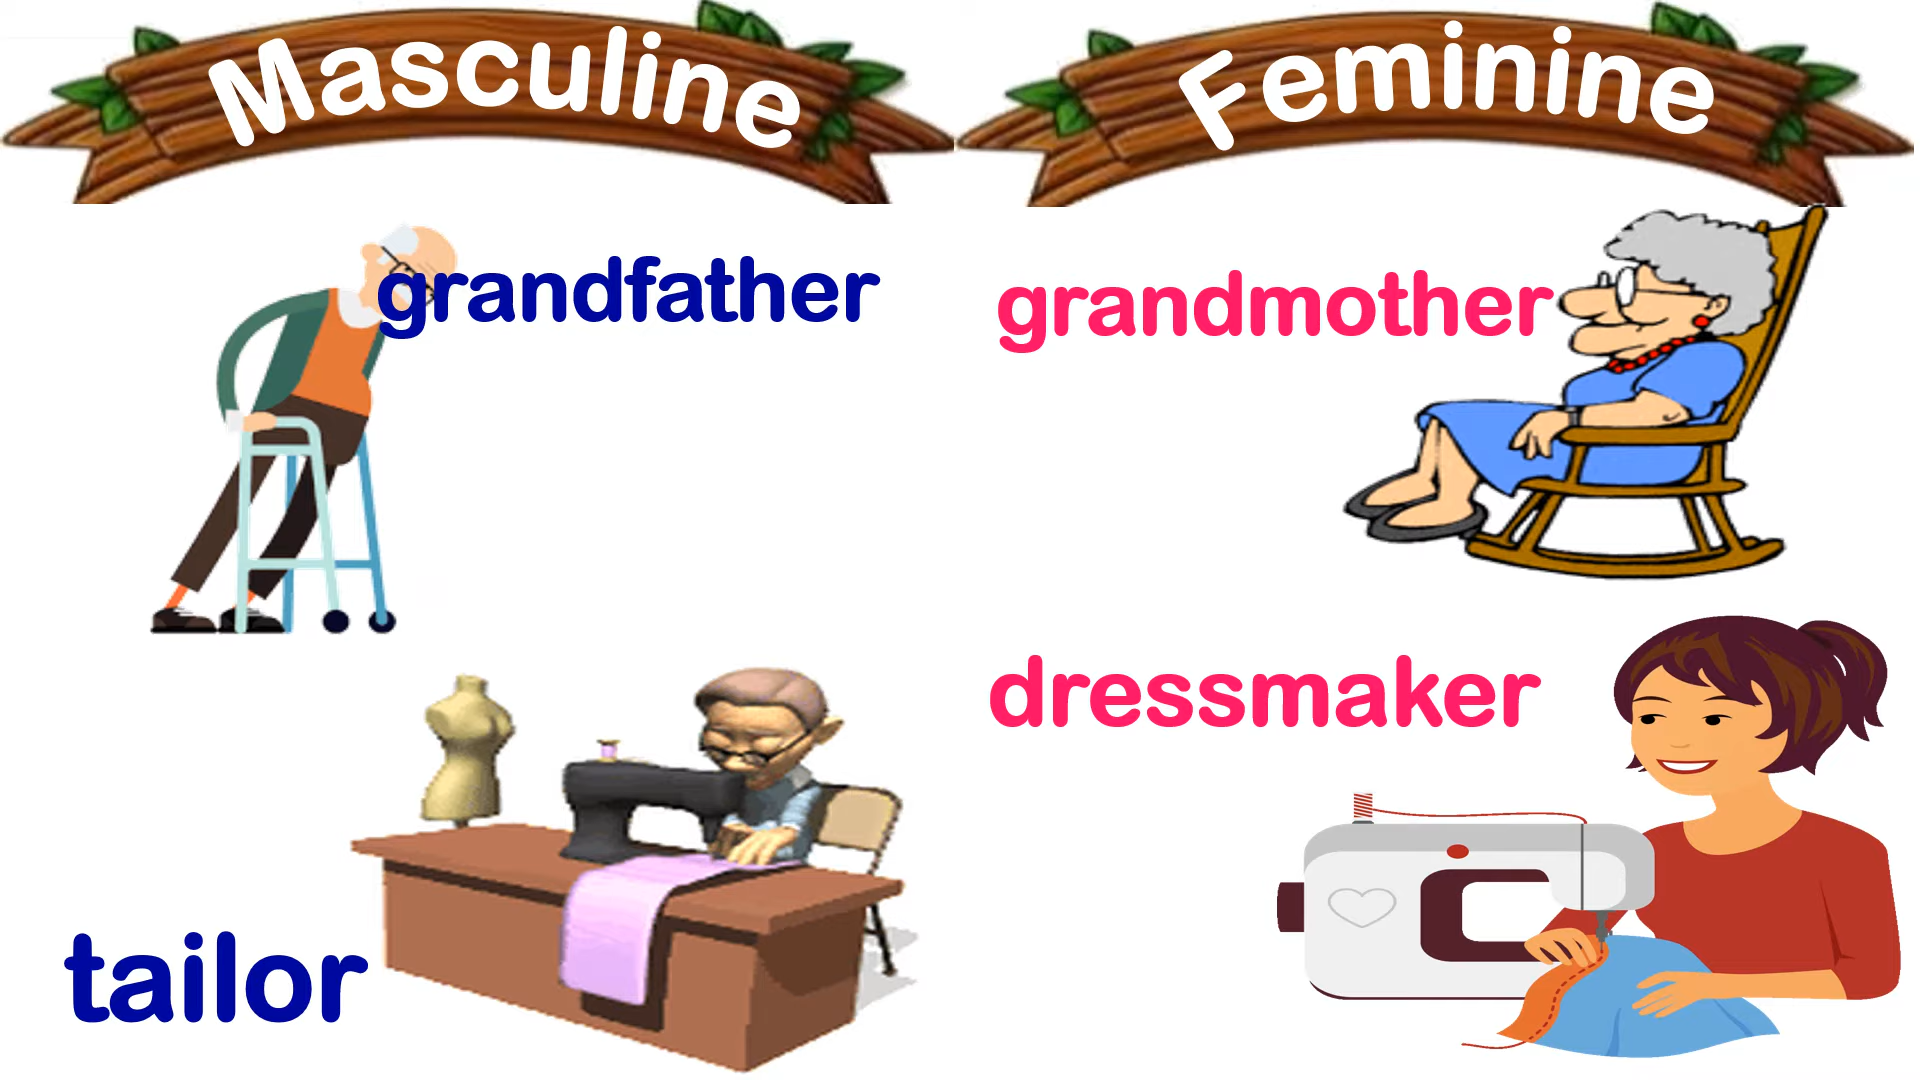 Masculine
Feminine
grandfather
grandmother
tailor
dressmaker